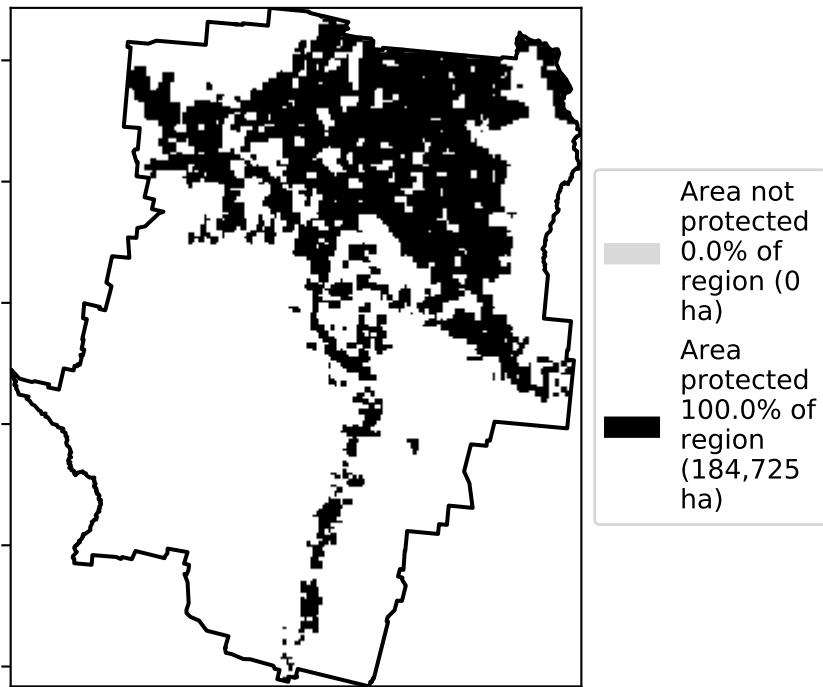 Area not
protected
0.0% of
region (0
ha)
Area
protected
100.0% of
region
(184,725
ha)